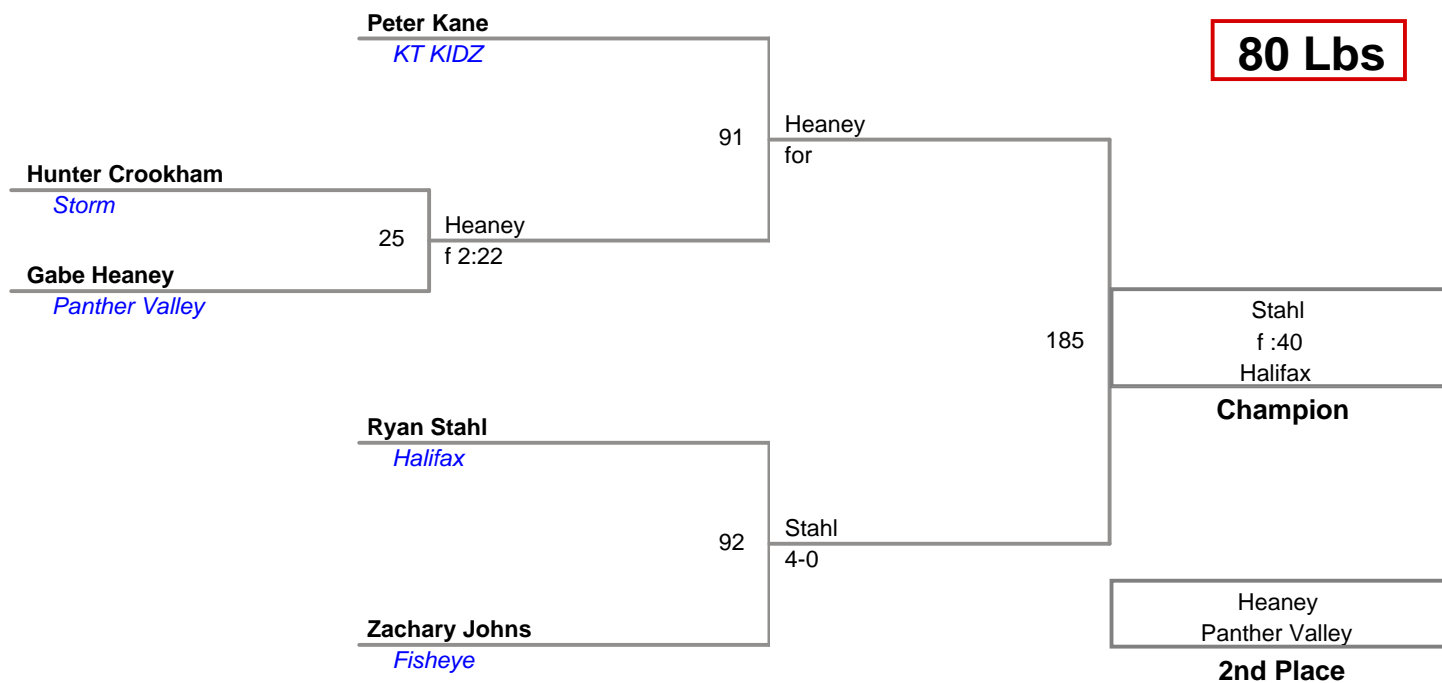 Peter Kane
KT KIDZ
80 Lbs
91
Heaney
for
Hunter Crookham
Storm
25
Heaney
f 2:22
Gabe Heaney
Panther Valley
185
Stahl
f :40
Halifax
Champion
Ryan Stahl
Halifax
92
Stahl
4-0
Zachary Johns
Fisheye
Heaney
Panther Valley
2nd Place